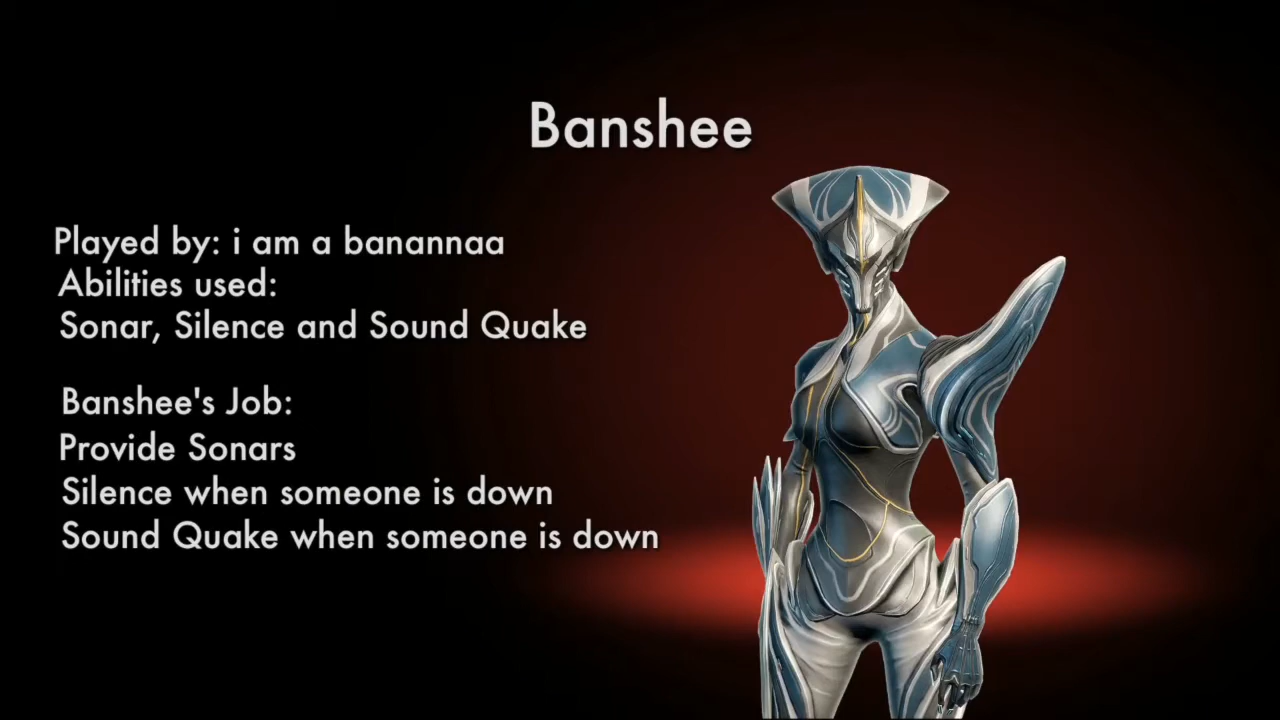 Banshee
Played by: i am a banannaa
Abilities used:
Sonar, Silence and Sound Quake
Banshee's Job:
Provide Sonars
Silence when someone is down
Sound Quake when someone is down